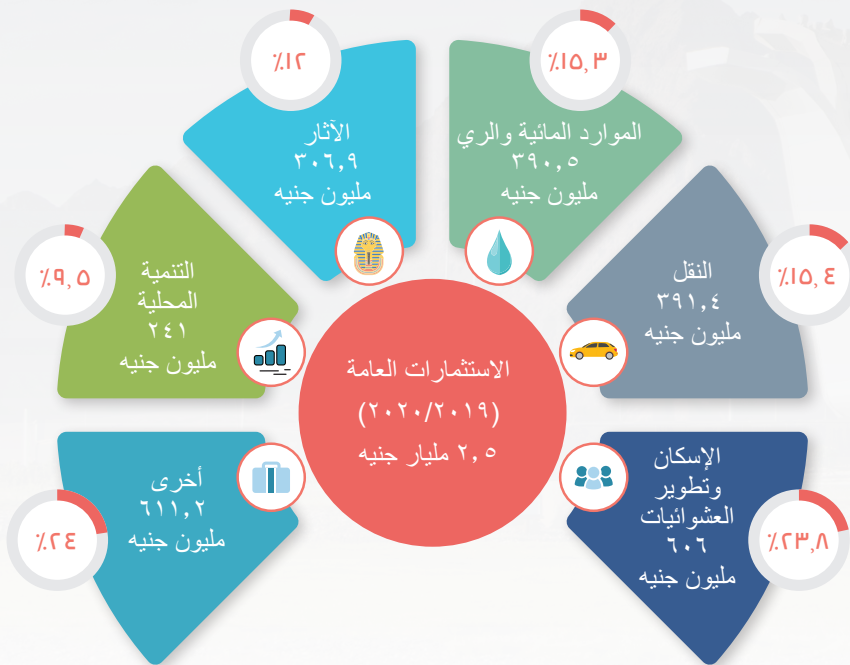 الاستثمارات العامة
(٢٠٢٠/٢٠١٩)
٢,٥ مليار جنيه
٪١٥,٣
الموارد المائية والري
٣٩٠,٥
مليون جنيه
٪١٥,٤
النقل
٣٩١,٤
مليون جنيه
٪٢٣,٨
الإسكان
وتطوير
العشوائيات
٦٠٦
مليون جنيه
٪١٢
الآثار
٣٠٦,٩
مليون جنيه
٪٩,٥
التنمية
المحلية
٢٤١
مليون جنيه
٪٢٤
أخرى
٦١١,٢
مليون جنيه